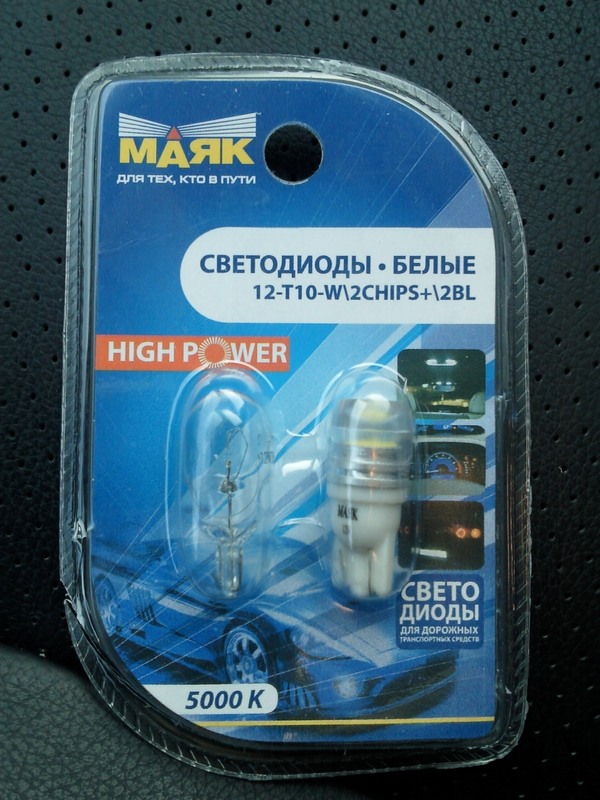 МАЯК
ДЛЯ ТЕХ, КТО В ПУТИ
СВЕТОДИОДЫ • БЕЛЫЕ
12-T10-W\2CHIPS+\2BL
HIGH POWER
МАЯК
СВЕТО
ДИОДЫ
ДЛЯ ДОРОЖНЫХ
ТРАНСПОРТНЫХ СРЕДСТВ
5000 K